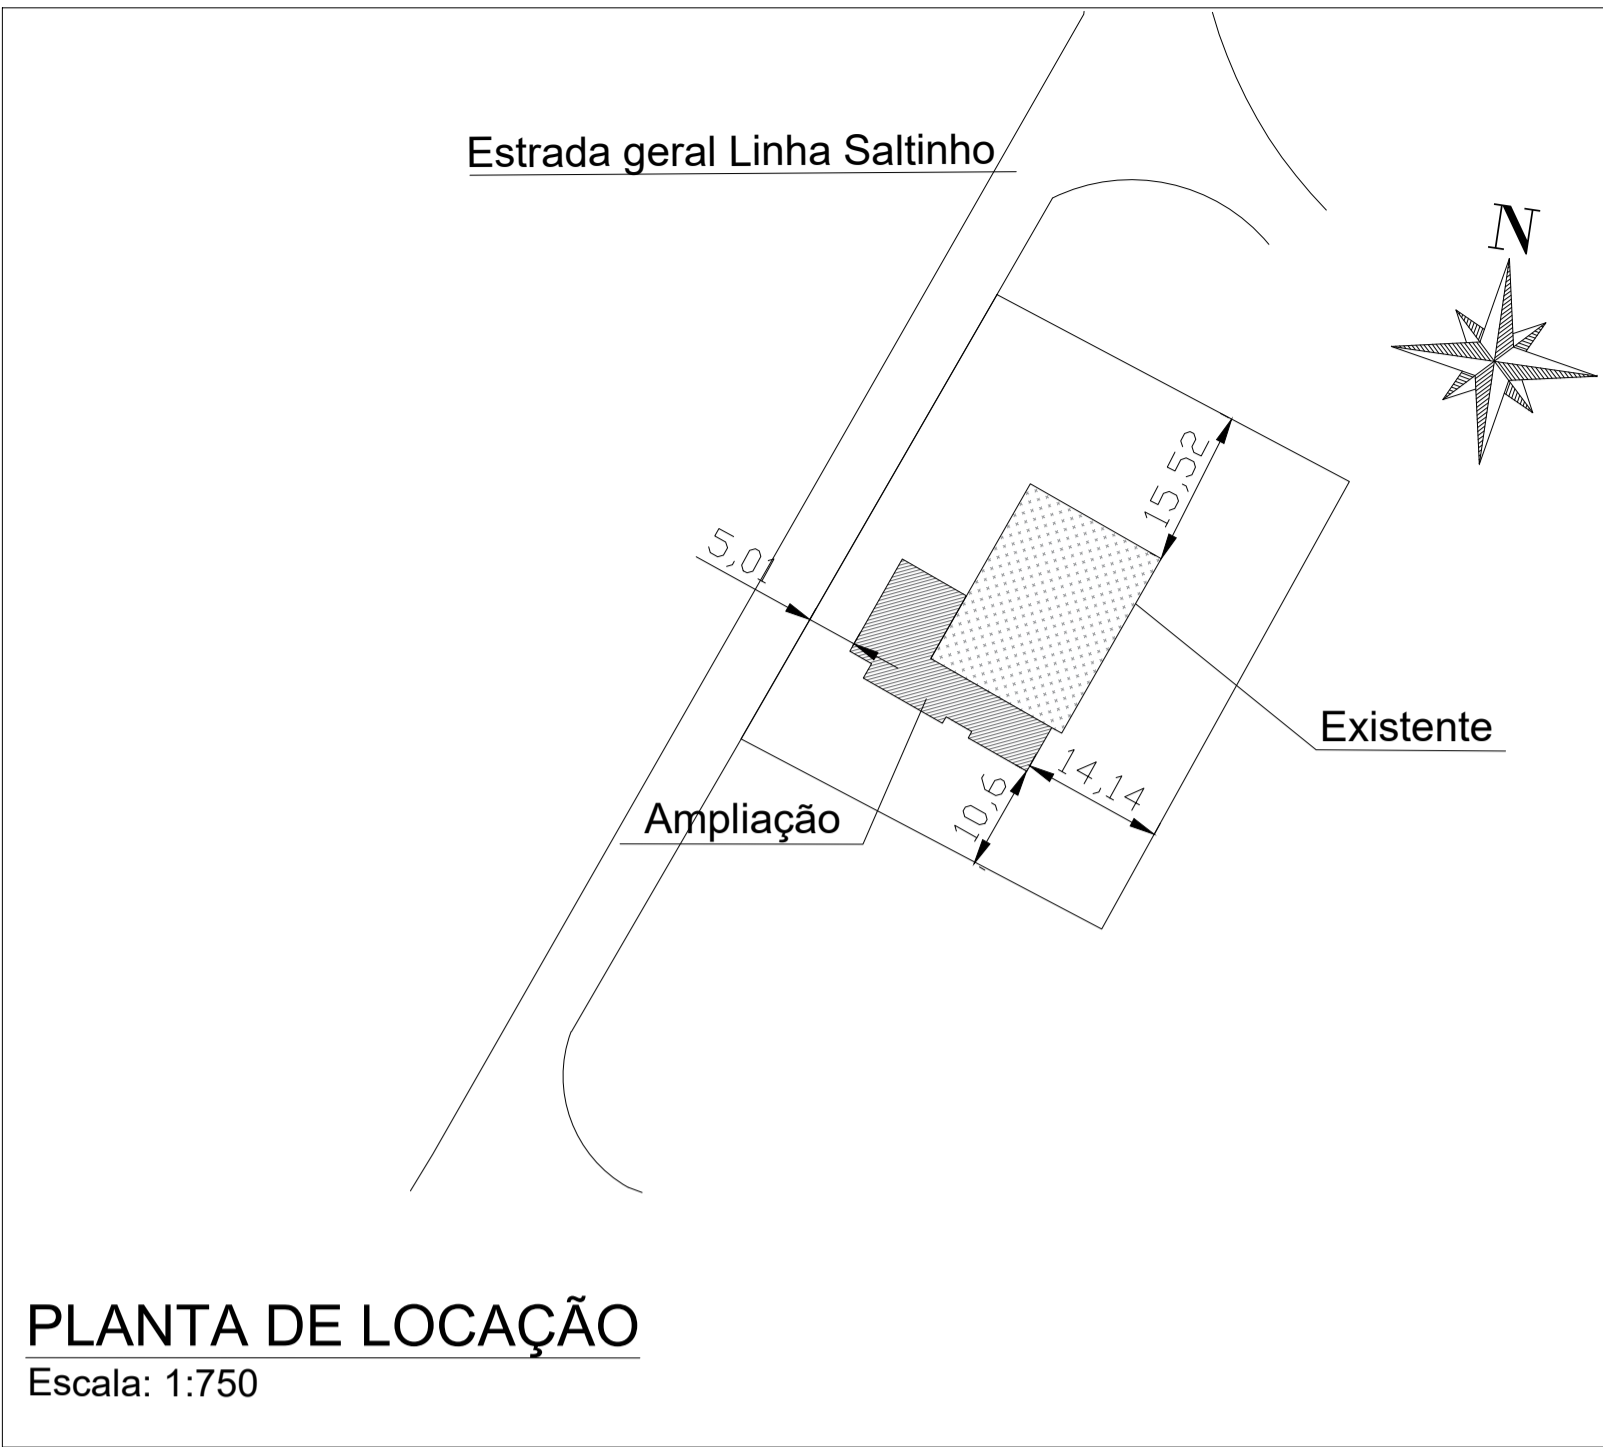 Estrada geral Linha Saltinho
N
15,52
5,01
Existente
14,14
10,6
Ampliação
PLANTA DE LOCAÇÃO
Escala: 1:750